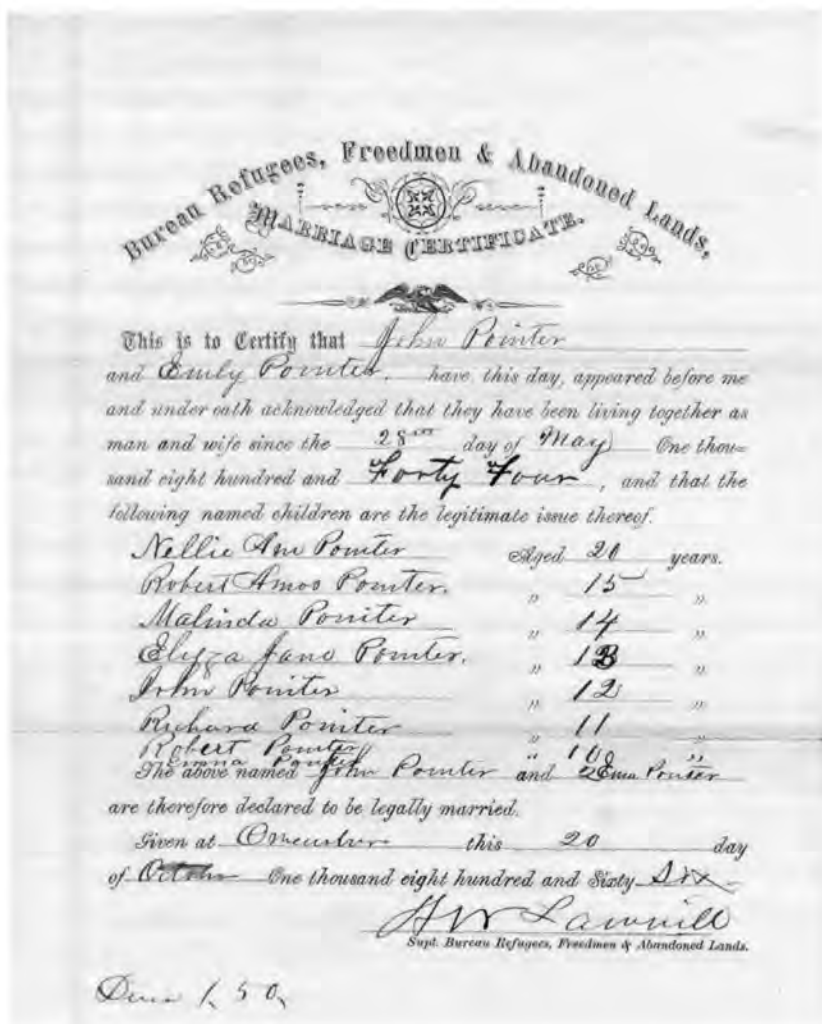 Bureau Refugees, Freedmen & Abandoned Lands,
MARRIAGE CERTIFICATE.
This is to Certify that John Pointer
and Emily Pointer. have this day, appeared before me
and under oath acknowledged that they have been living together as
man and wife since the 28th day of May One thou=
sand eight hundred and Forty Four, and that the
following named children are the legitimate issue thereof.
Nellie Ann Pointer Aged 20 years.
Robert Amos Pointer. " 15 "
Malinda Pointer " 14 "
Elyza Jane Pointer. " 13 "
John Pointer " 12 "
Richard Pointer " 11 "
Robert Pointer " 10 "
Emma Pointer
The above named John Pointer and Pointer
are therefore declared to be legally married.
Given at this 20 day
of October One thousand eight hundred and Sixty Six
Supt. Bureau Refugees, Freedmen & Abandoned Lands.